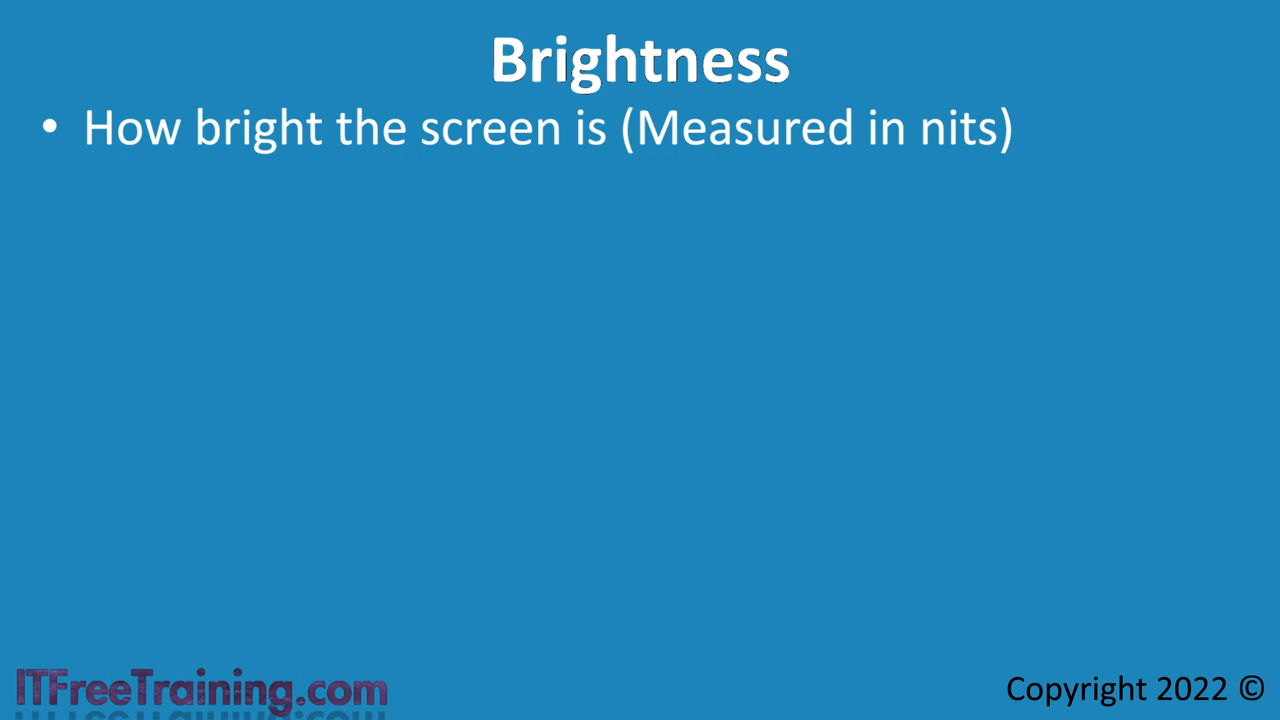 Brightness
• How bright the screen is (Measured in nits)
ITFreeTraining.com
Copyright 2022 ©